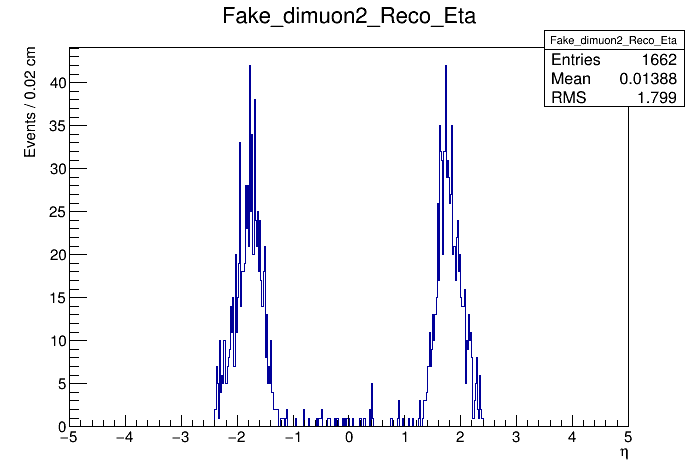 Fake_dimuon2_Reco_Eta
Fake_dimuon2_Reco_Eta
Entries 1662
Mean 0.01388
RMS 1.799
Events / 0.02 cm
40
35
30
25
20
15
10
5
0
−5 −4 −3 −2 −1 0 1 2 3 4 5
η